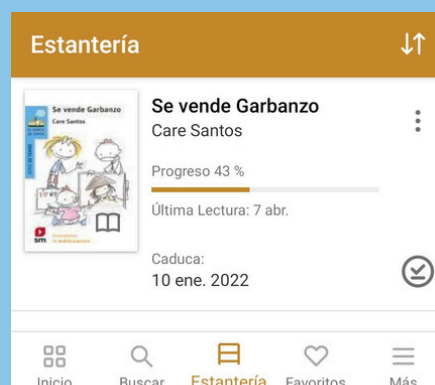 Estantería
Se vende Garbanzo
Care Santos
sm
Se vende Garbanzo
Care Santos
Progreso 43 %
Última Lectura: 7 abr.
Caduca:
10 ene. 2022
Inicio
Buscar
Estantería
Favoritos
Más